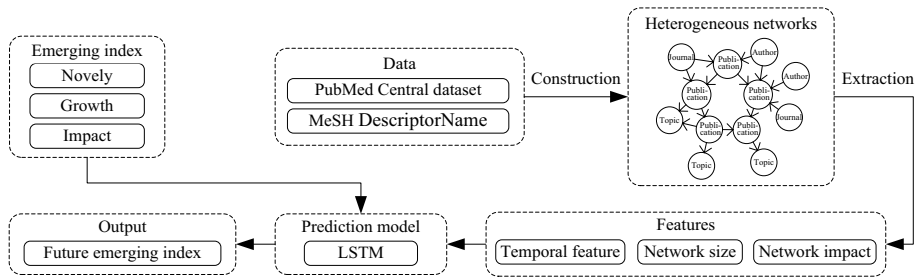 Emerging index
Novely
Growth
Impact
Data
PubMed Central dataset
MeSH DescriptorName
Construction
Heterogeneous networks
Journal
Publi-
cation
Author
Publi-
cation
Publi-
cation
Author
Topic
Publi-
cation
Publi-
cation
Journal
Topic
Topic
Extraction
Output
Future emerging index
Prediction model
LSTM
Features
Temporal feature
Network size
Network impact